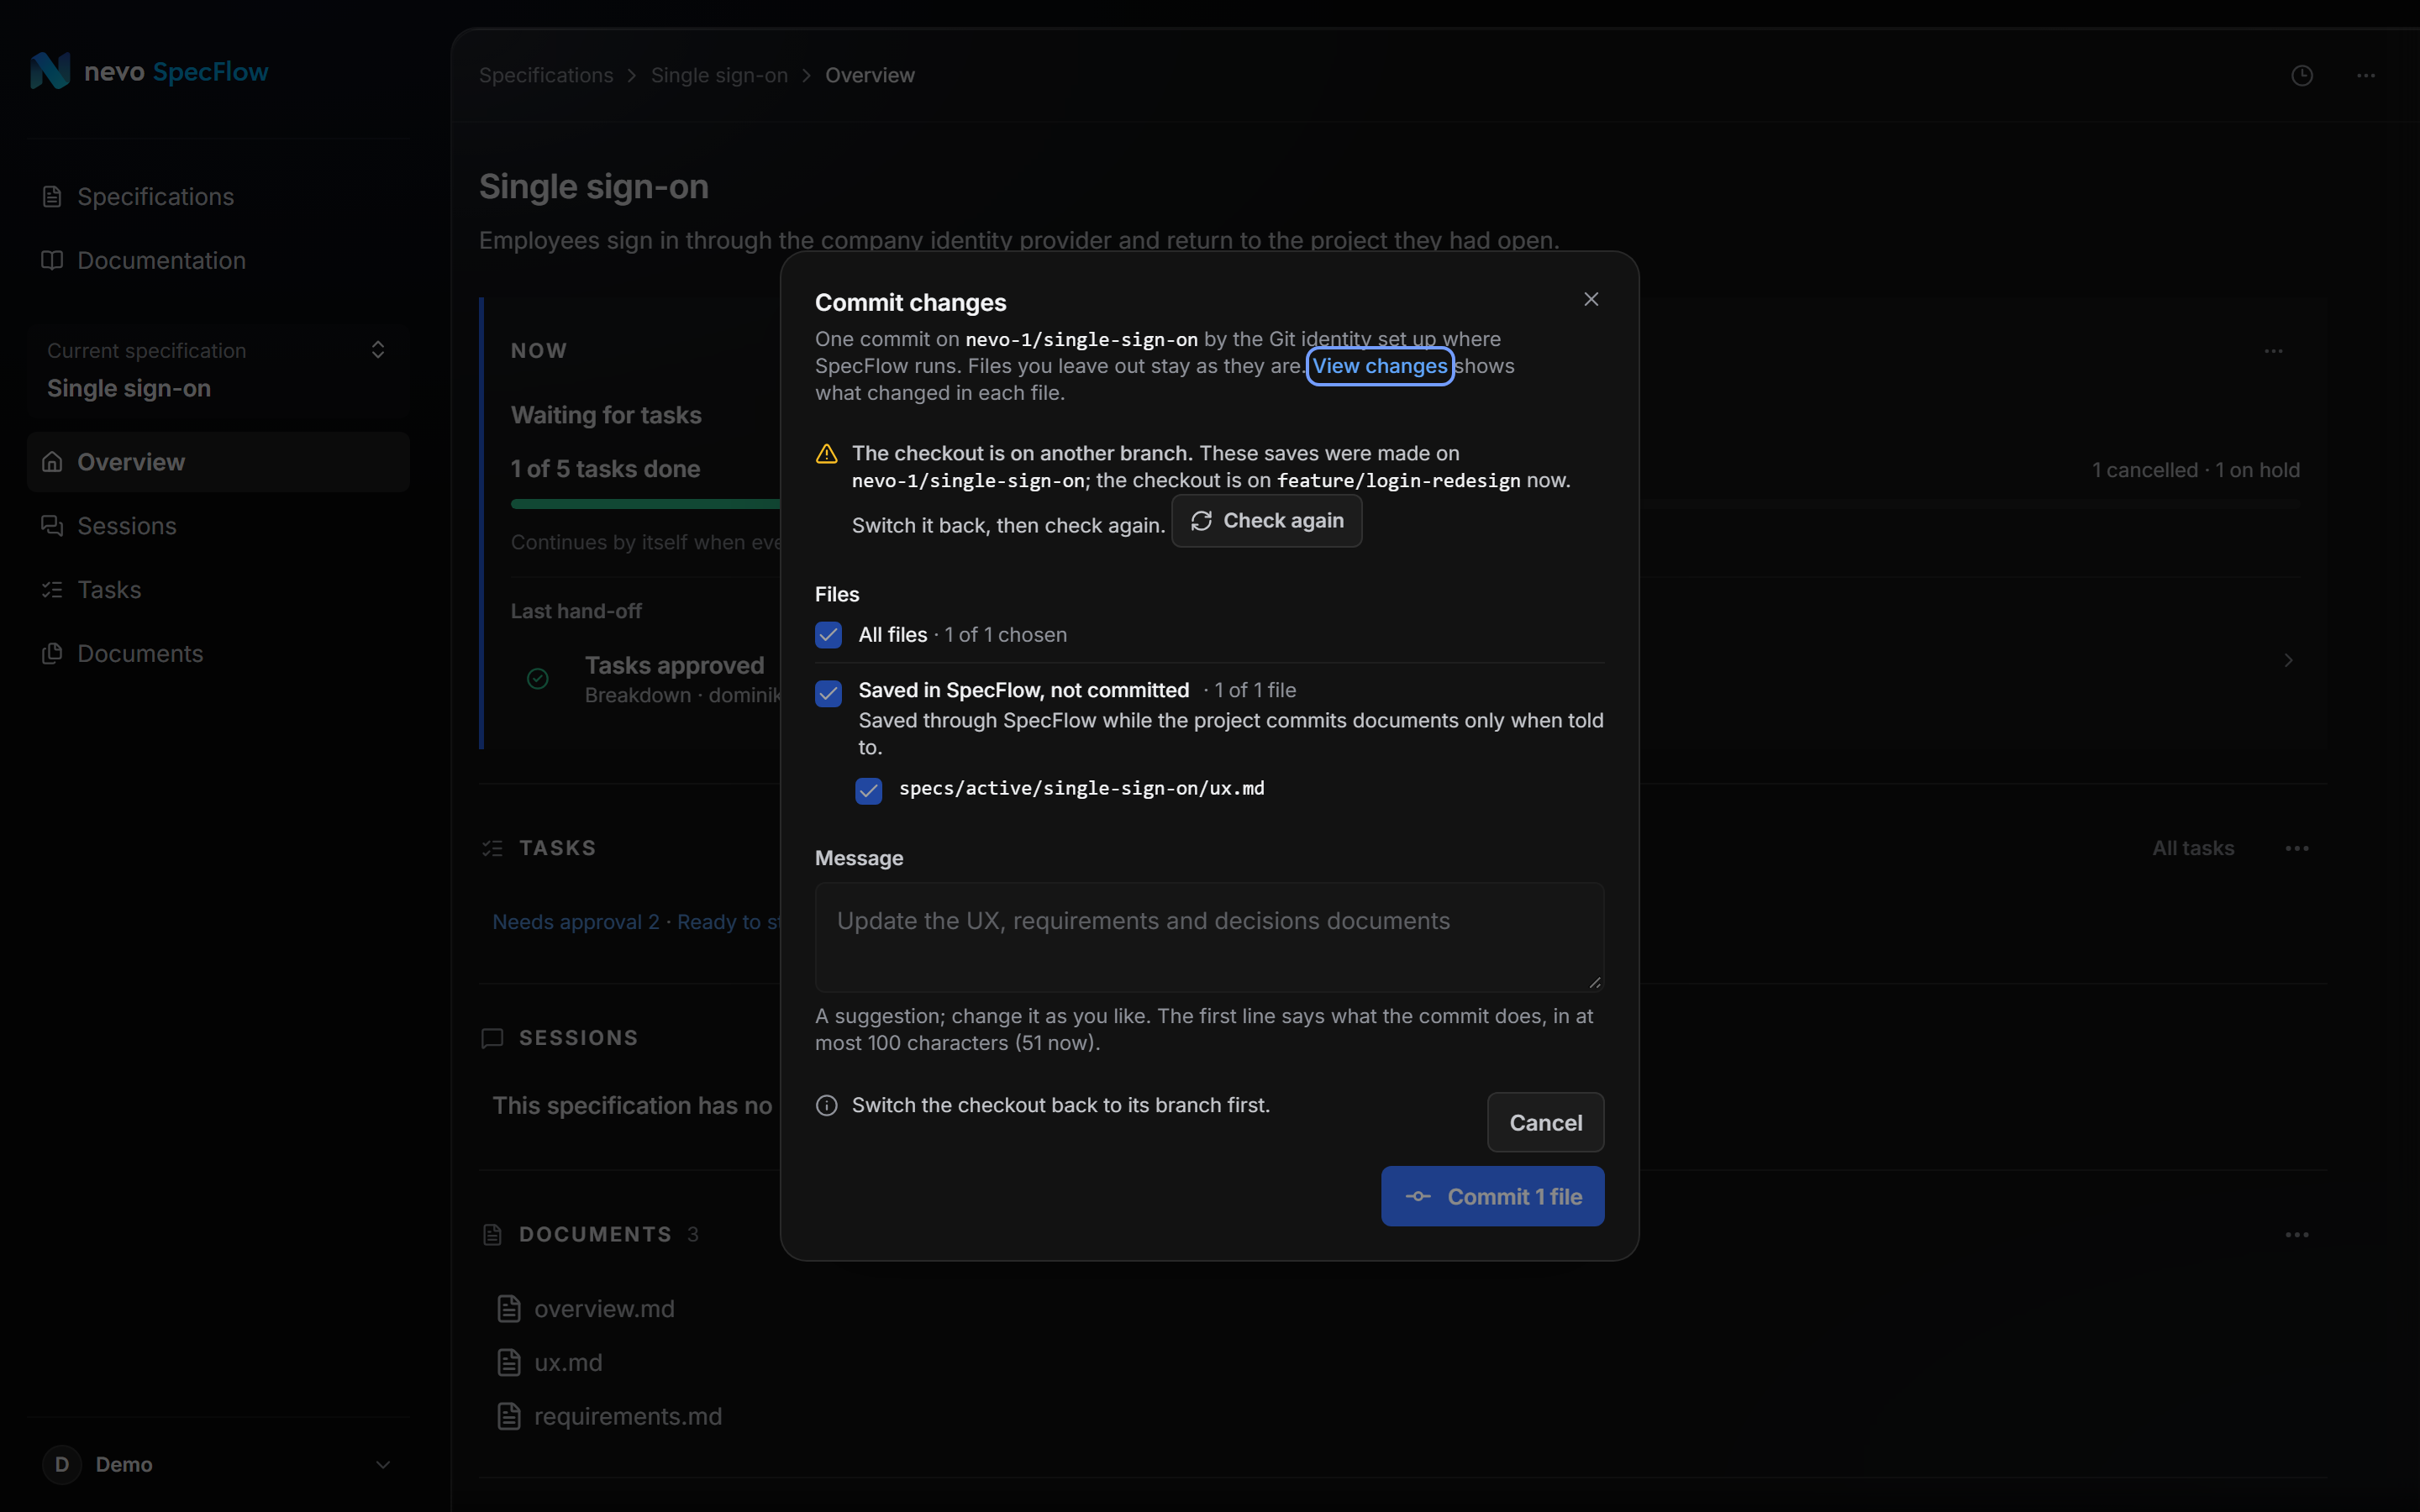 nevo SpecFlow
Specifications
Documentation
Current specification
Single sign-on
Overview
Sessions
Tasks
Documents
D Demo
Specifications > Single sign-on > Overview
Single sign-on
Employees sign in through the company identity provider and return to the project they had open.
NOW
Waiting for tasks
1 of 5 tasks done
1 cancelled · 1 on hold
Continues by itself when eve
Last hand-off
Tasks approved
Breakdown · dominik
TASKS
All tasks
Needs approval 2 · Ready to st
SESSIONS
This specification has no
DOCUMENTS 3
overview.md
ux.md
requirements.md
Commit changes
One commit on nevo-1/single-sign-on by the Git identity set up where
SpecFlow runs. Files you leave out stay as they are. View changes shows
what changed in each file.
The checkout is on another branch. These saves were made on
nevo-1/single-sign-on; the checkout is on feature/login-redesign now.
Switch it back, then check again. Check again
Files
All files · 1 of 1 chosen
Saved in SpecFlow, not committed · 1 of 1 file
Saved through SpecFlow while the project commits documents only when told
to.
specs/active/single-sign-on/ux.md
Message
Update the UX, requirements and decisions documents
A suggestion; change it as you like. The first line says what the commit does, in at
most 100 characters (51 now).
Switch the checkout back to its branch first.
Cancel
Commit 1 file